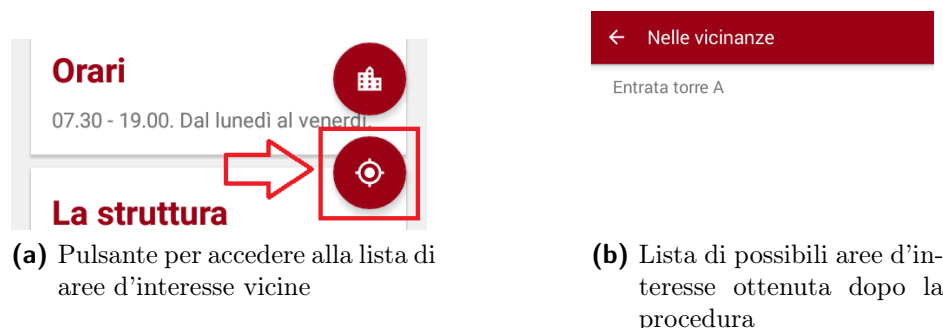 Orari
07.30 - 19.00. Dal lunedì al venerdì.
La struttura
(a) Pulsante per accedere alla lista di
aree d'interesse vicine
Nelle vicinanze
Entrata torre A
(b) Lista di possibili aree d'in-
teresse ottenuta dopo la
procedura